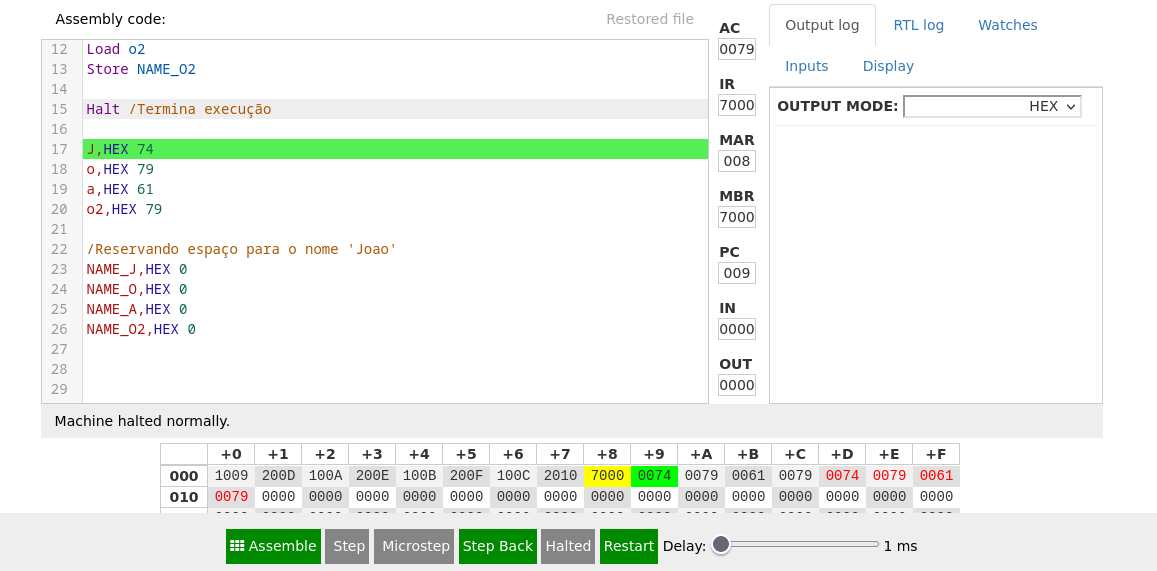 Assembly code:
Restored file
12 Load o2
13 Store NAME_O2
14
15 Halt /Termina execução
16
17 J,HEX 74
18 o,HEX 79
19 a,HEX 61
20 o2,HEX 79
21
22 /Reservando espaço para o nome 'Joao'
23 NAME_J,HEX 0
24 NAME_O,HEX 0
25 NAME_A,HEX 0
26 NAME_O2,HEX 0
27
28
29
AC
0079
IR
7000
MAR
008
MBR
7000
PC
009
IN
0000
OUT
0000
Output log RTL log Watches
Inputs Display
OUTPUT MODE: HEX
Machine halted normally.
+0 +1 +2 +3 +4 +5 +6 +7 +8 +9 +A +B +C +D +E +F
000 1009 200D 100A 200E 100B 200F 100C 2010 7000 0074 0079 0061 0079 0074 0079 0061
010 0079 0000 0000 0000 0000 0000 0000 0000 0000 0000 0000 0000 0000 0000 0000 0000
Assemble Step Microstep Step Back Halted Restart Delay: 1 ms